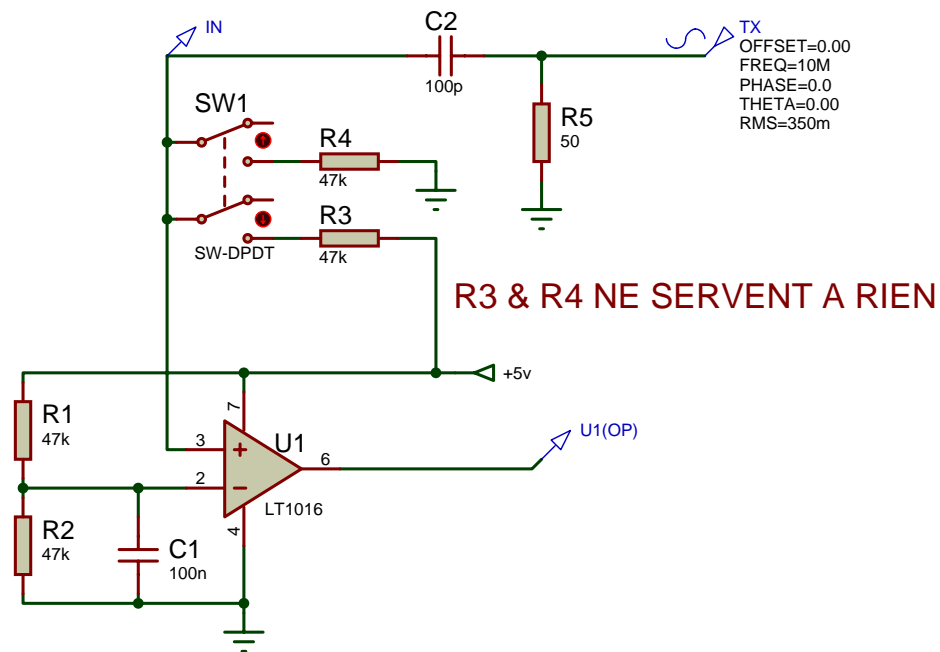 IN
C2
100p
TX
OFFSET=0.00
FREQ=10M
PHASE=0.0
THETA=0.00
RMS=350m
SW1
R5
50
R4
47k
R3
47k
SW-DPDT
R3 & R4 NE SERVENT A RIEN
+5v
7
R1
47k
U1
3
+
6
U1(OP)
2
−
LT1016
R2
47k
4
C1
100n